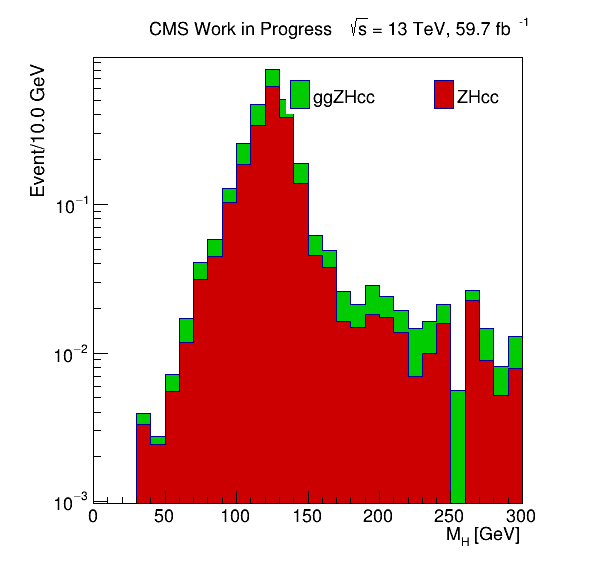 CMS Work in Progress √s = 13 TeV, 59.7 fb⁻¹
Event/10.0 GeV
ggZHcc ZHcc
10⁻¹
10⁻²
10⁻³
0 50 100 150 200 250 300
M_H [GeV]